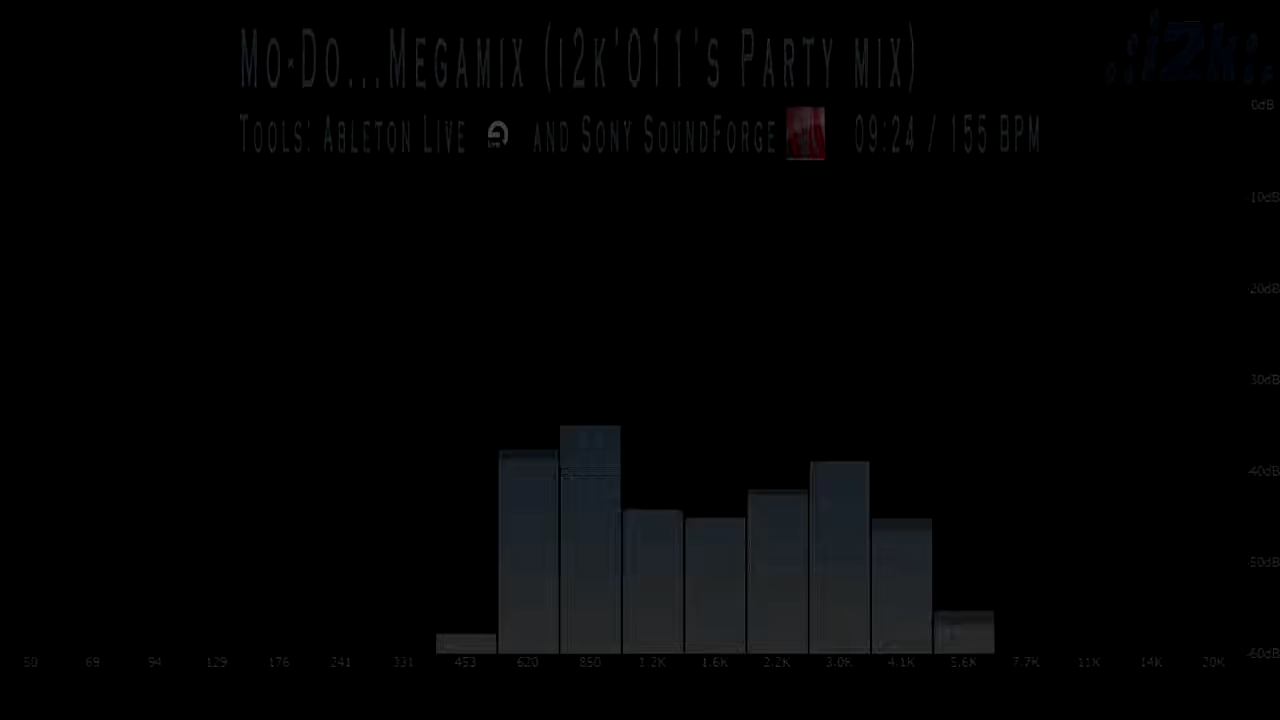 Mo-Do...Megamix (i2k'011's Party mix)
:i2k:
Tools: Ableton Live and Sony SoundForge 09:24 / 155 BPM
0dB
10dB
20dB
30dB
40dB
50dB
60dB
50 69 94 129 176 241 331 453 620 850 1.2K 1.6K 2.2K 3.0K 4.1K 5.6K 7.7K 11K 14K 20K